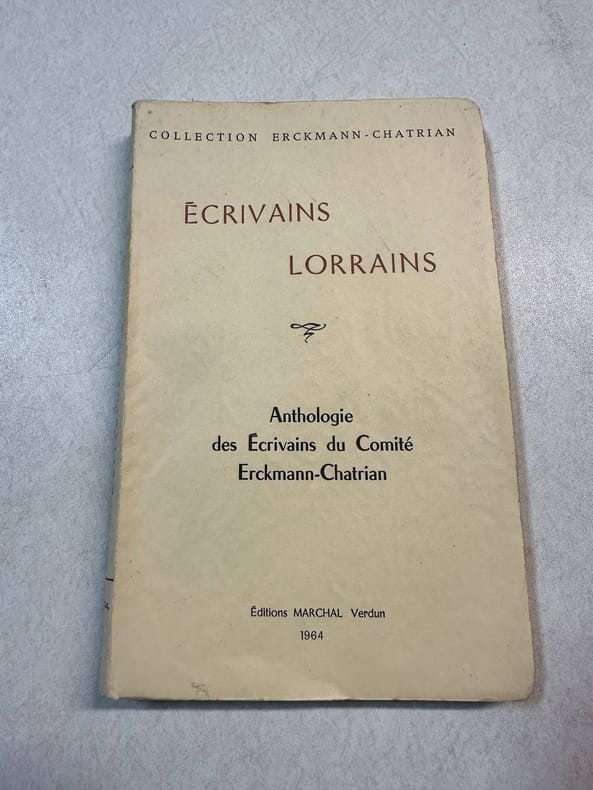 COLLECTION ERCKMANN-CHATRIAN
ÉCRIVAINS
LORRAINS
Anthologie
des Écrivains du Comité
Erckmann-Chatrian
Éditions MARCHAL Verdun
1964